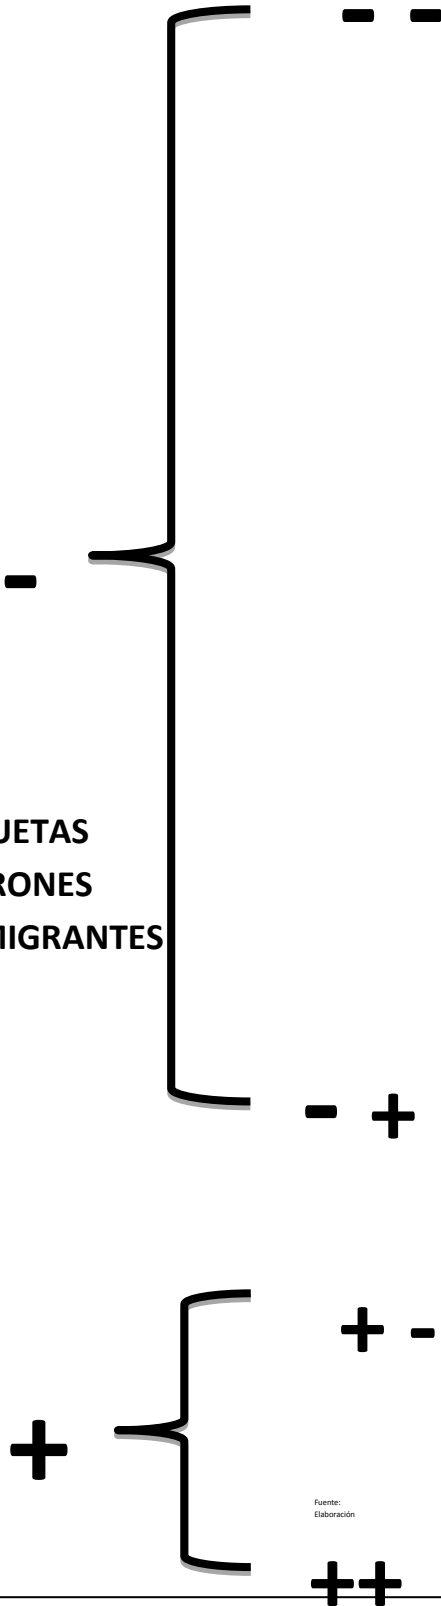 - -
-
UETAS
RONES
MIGRANTES
- +
+ -
+
Fuente:
Elaboración
++